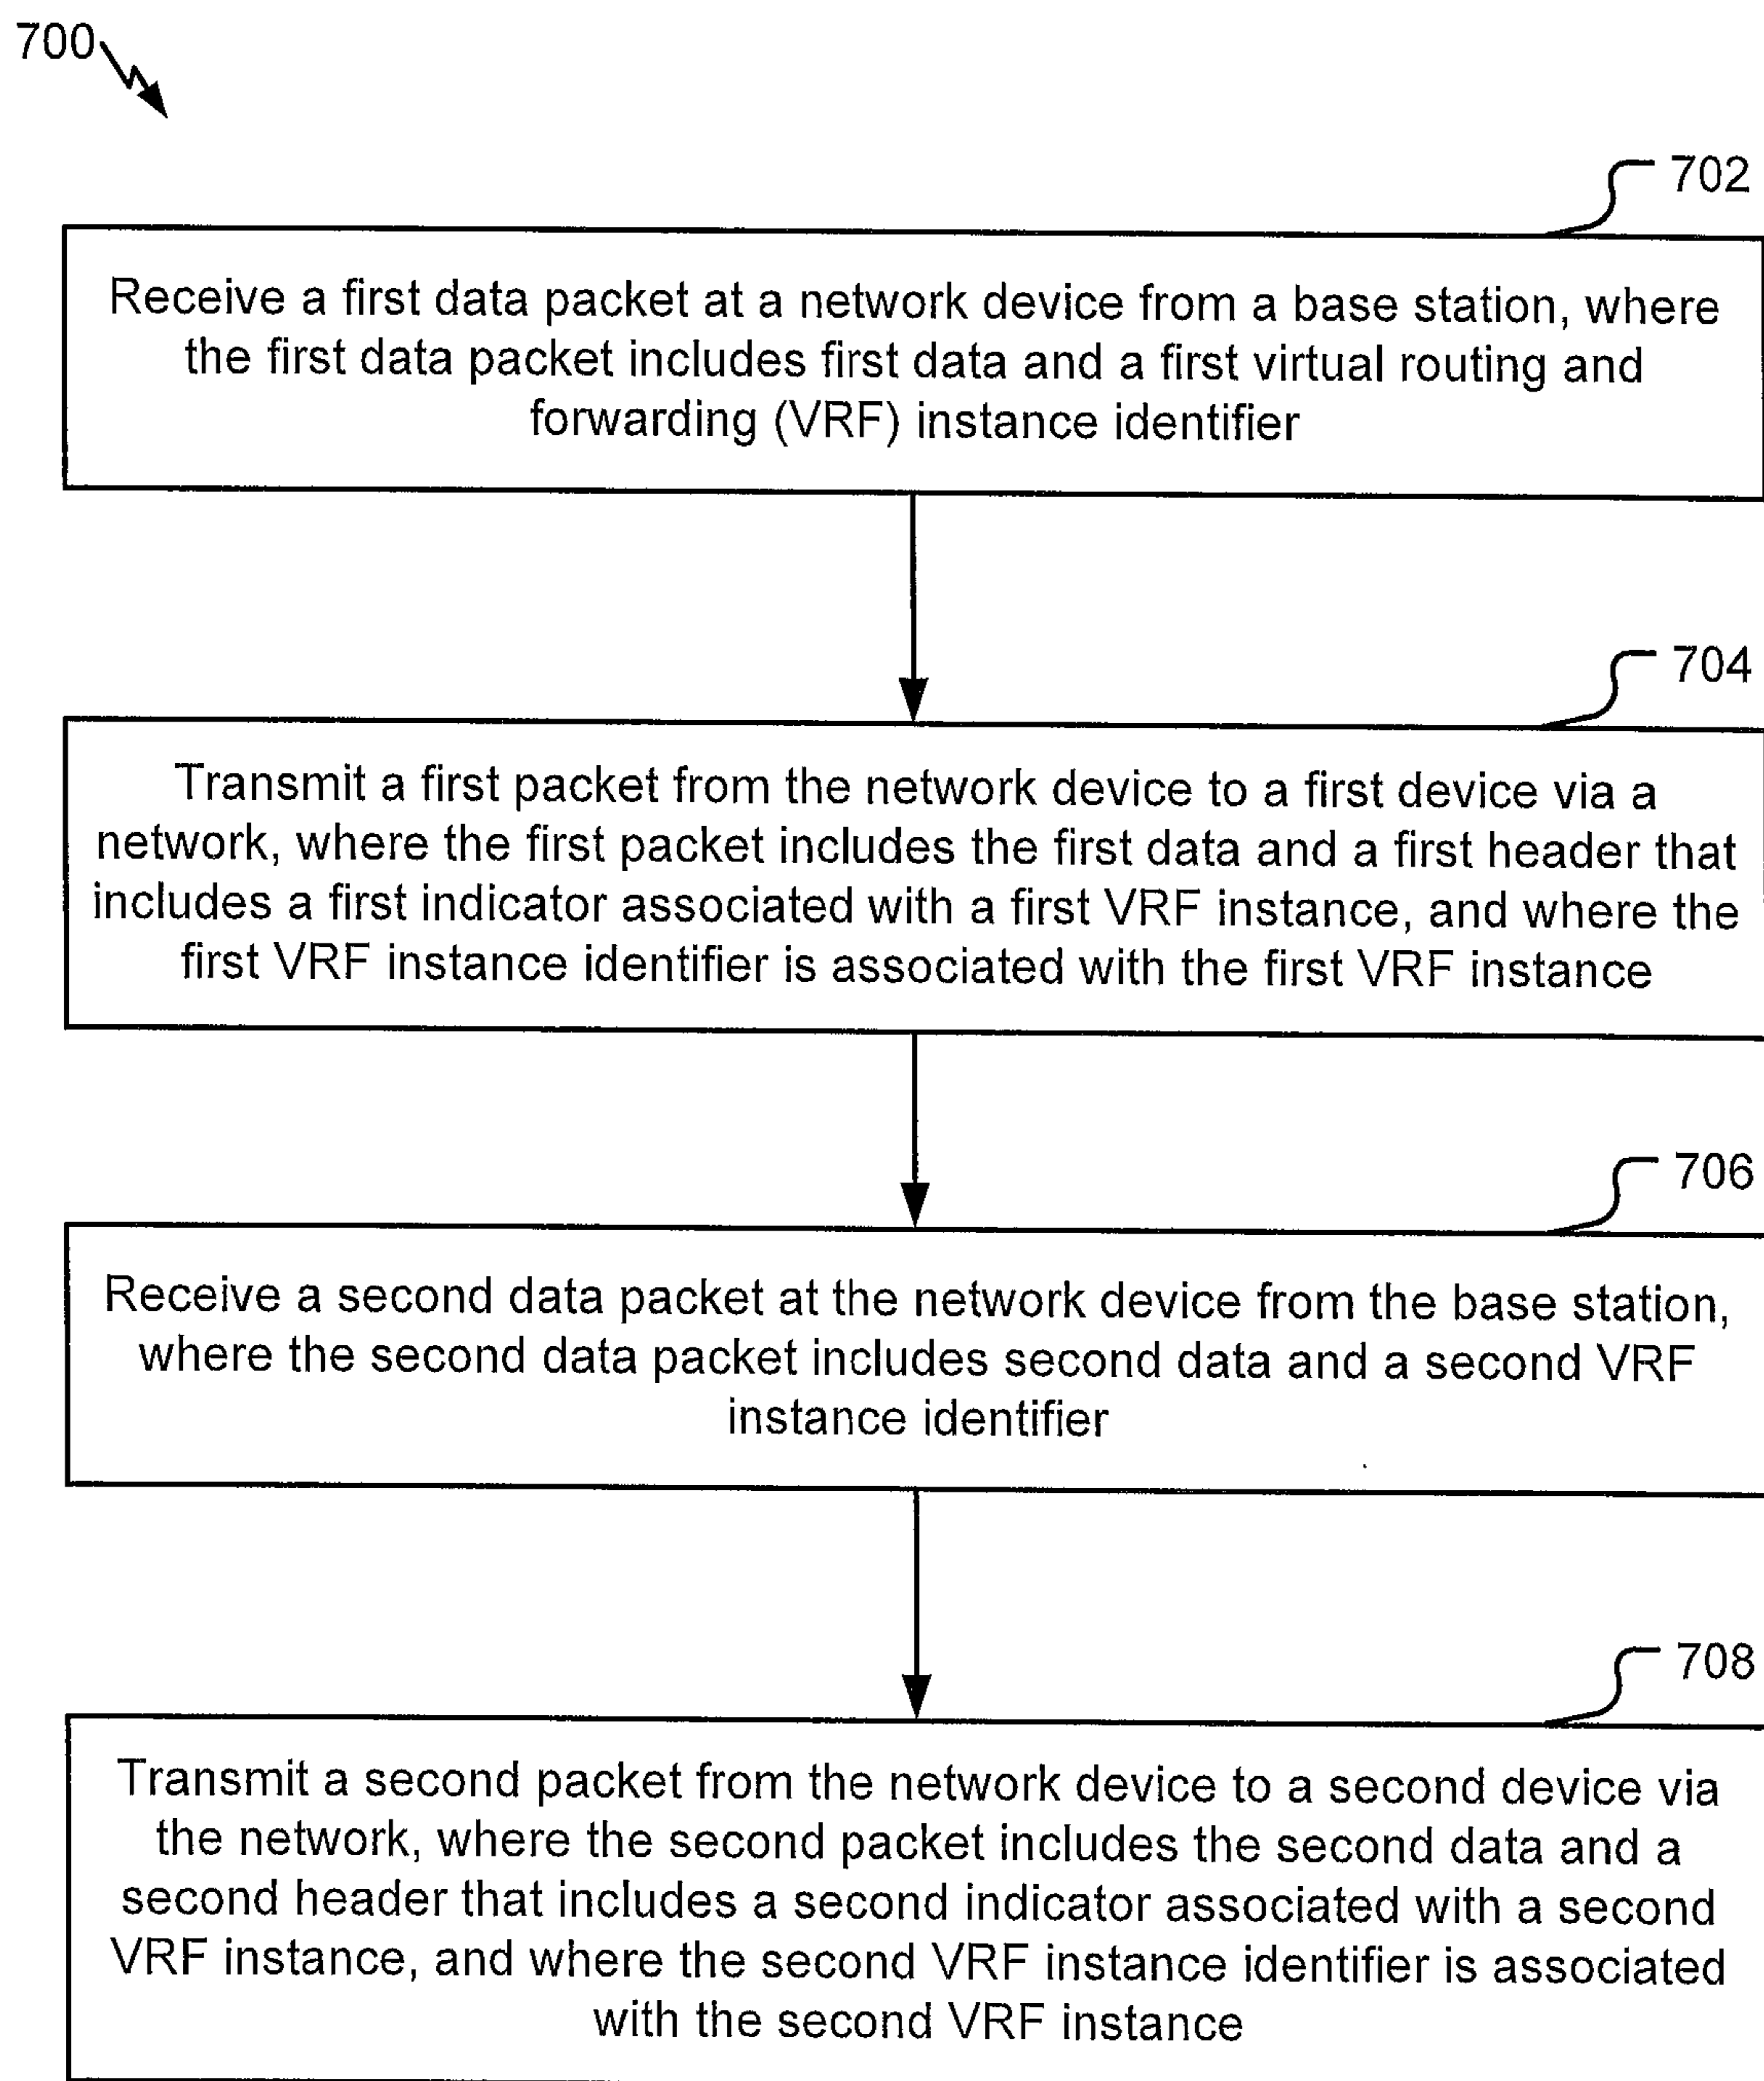 700
702
Receive a first data packet at a network device from a base station, where
the first data packet includes first data and a first virtual routing and
forwarding (VRF) instance identifier
704
Transmit a first packet from the network device to a first device via a
network, where the first packet includes the first data and a first header that
includes a first indicator associated with a first VRF instance, and where the
first VRF instance identifier is associated with the first VRF instance
706
Receive a second data packet at the network device from the base station,
where the second data packet includes second data and a second VRF
instance identifier
708
Transmit a second packet from the network device to a second device via
the network, where the second packet includes the second data and a
second header that includes a second indicator associated with a second
VRF instance, and where the second VRF instance identifier is associated
with the second VRF instance